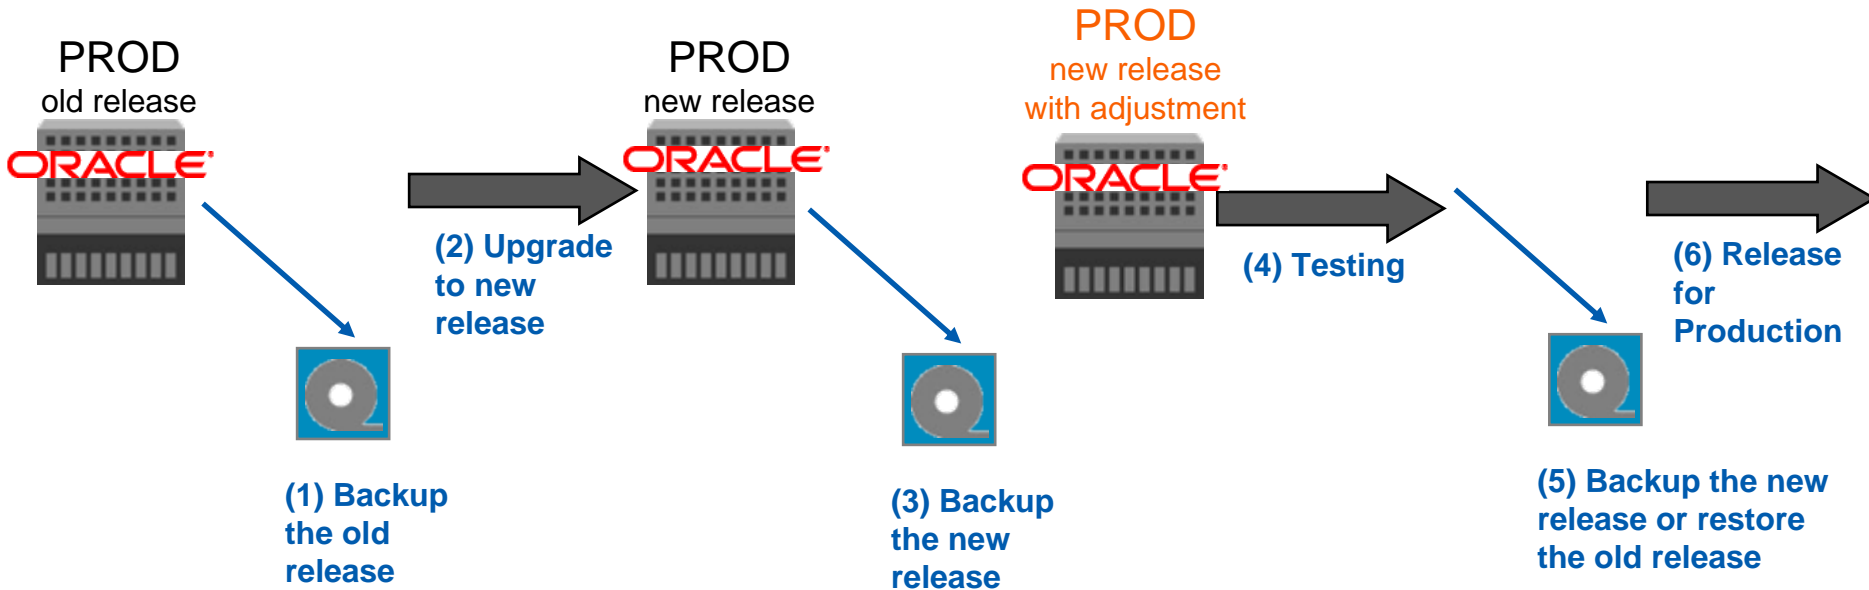 PROD
old release
ORACLE®
(1) Backup
the old
release
(2) Upgrade
to new
release
PROD
new release
ORACLE®
(3) Backup
the new
release
PROD
new release
with adjustment
ORACLE®
(4) Testing
(5) Backup the new
release or restore
the old release
(6) Release
for
Production